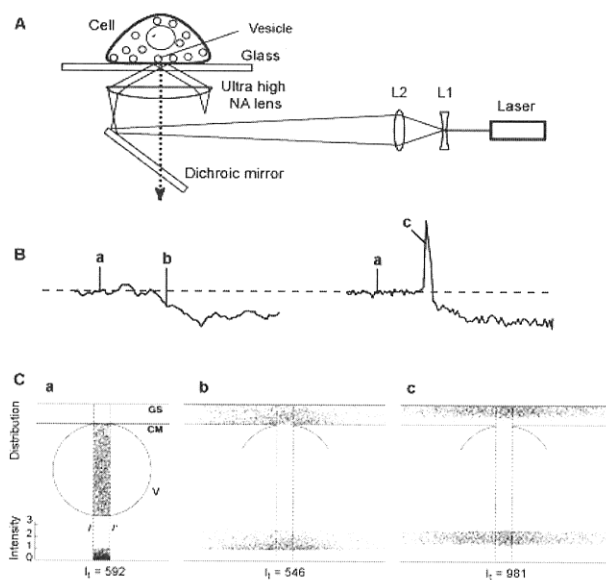 A
Cell
Vesicle
Glass
Ultra high
NA lens
L2
L1
Laser
Dichroic mirror
B
a
b
a
c
C
a
b
c
Distribution
GS
CM
V
r
r
Intensity
3
2
1
0
It = 592
It = 546
It = 981